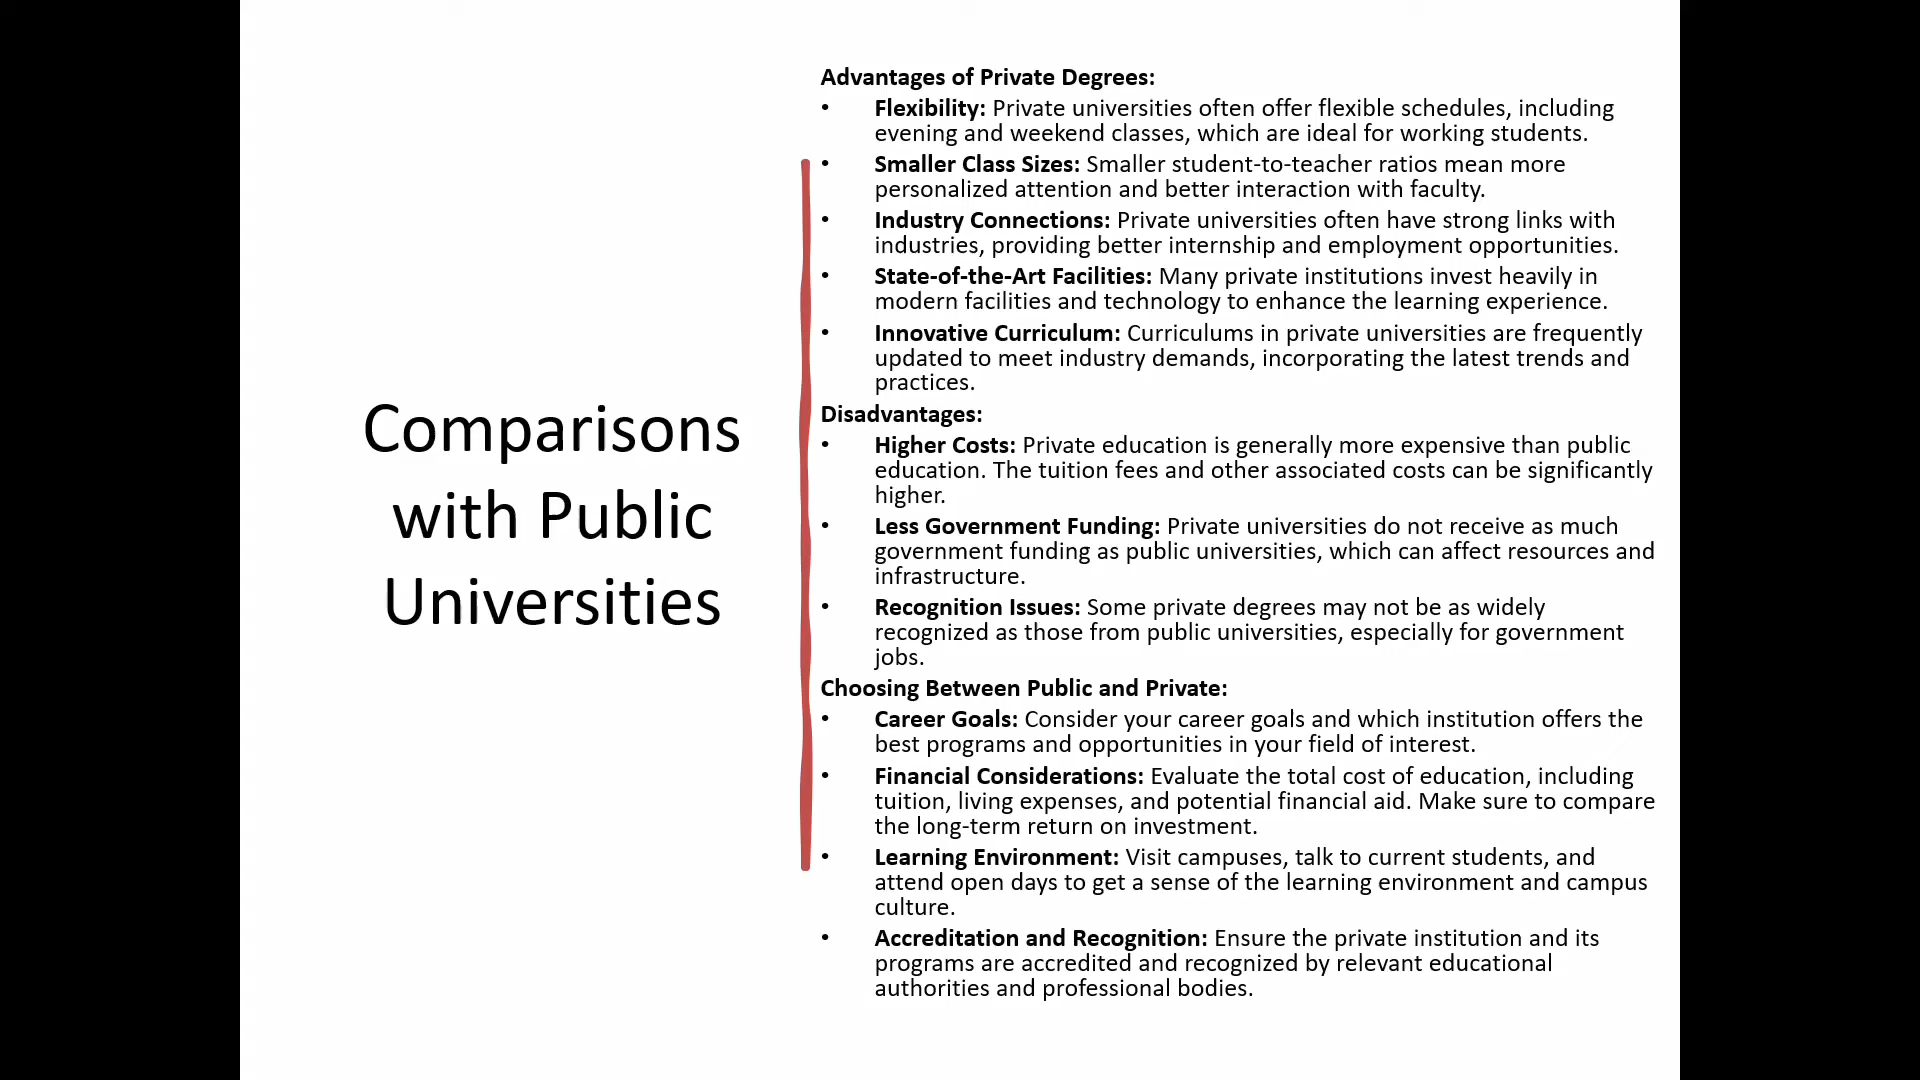 Comparisons
with Public
Universities
Advantages of Private Degrees:
• Flexibility: Private universities often offer flexible schedules, including
evening and weekend classes, which are ideal for working students.
• Smaller Class Sizes: Smaller student-to-teacher ratios mean more
personalized attention and better interaction with faculty.
• Industry Connections: Private universities often have strong links with
industries, providing better internship and employment opportunities.
• State-of-the-Art Facilities: Many private institutions invest heavily in
modern facilities and technology to enhance the learning experience.
• Innovative Curriculum: Curriculums in private universities are frequently
updated to meet industry demands, incorporating the latest trends and
practices.
Disadvantages:
• Higher Costs: Private education is generally more expensive than public
education. The tuition fees and other associated costs can be significantly
higher.
• Less Government Funding: Private universities do not receive as much
government funding as public universities, which can affect resources and
infrastructure.
• Recognition Issues: Some private degrees may not be as widely
recognized as those from public universities, especially for government
jobs.
Choosing Between Public and Private:
• Career Goals: Consider your career goals and which institution offers the
best programs and opportunities in your field of interest.
• Financial Considerations: Evaluate the total cost of education, including
tuition, living expenses, and potential financial aid. Make sure to compare
the long-term return on investment.
• Learning Environment: Visit campuses, talk to current students, and
attend open days to get a sense of the learning environment and campus
culture.
• Accreditation and Recognition: Ensure the private institution and its
programs are accredited and recognized by relevant educational
authorities and professional bodies.